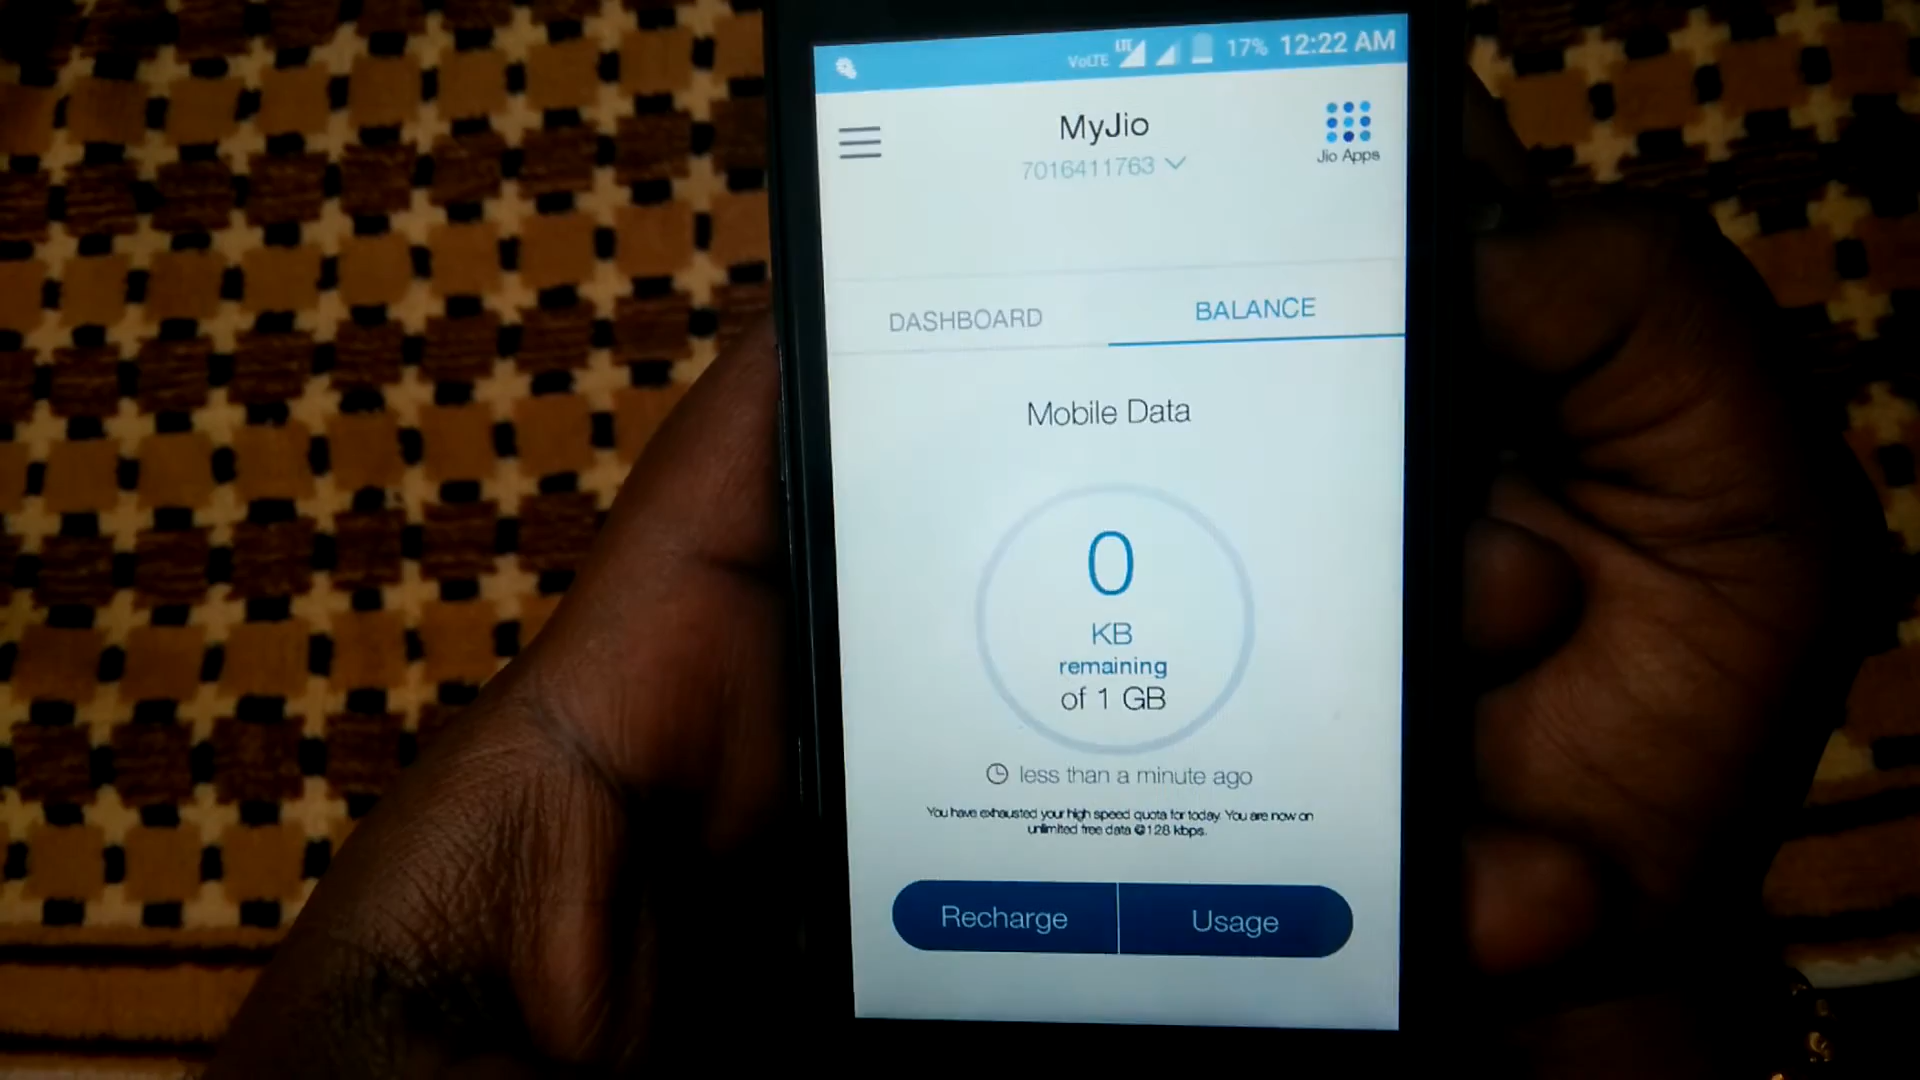 VoLTE LTE 17% 12:22 AM
MyJio
7016411763
Jio Apps
DASHBOARD BALANCE
Mobile Data
0
KB
remaining
of 1 GB
less than a minute ago
You have exhausted your high speed quota for today. You are now on
unlimited free data @128 kbps.
Recharge Usage